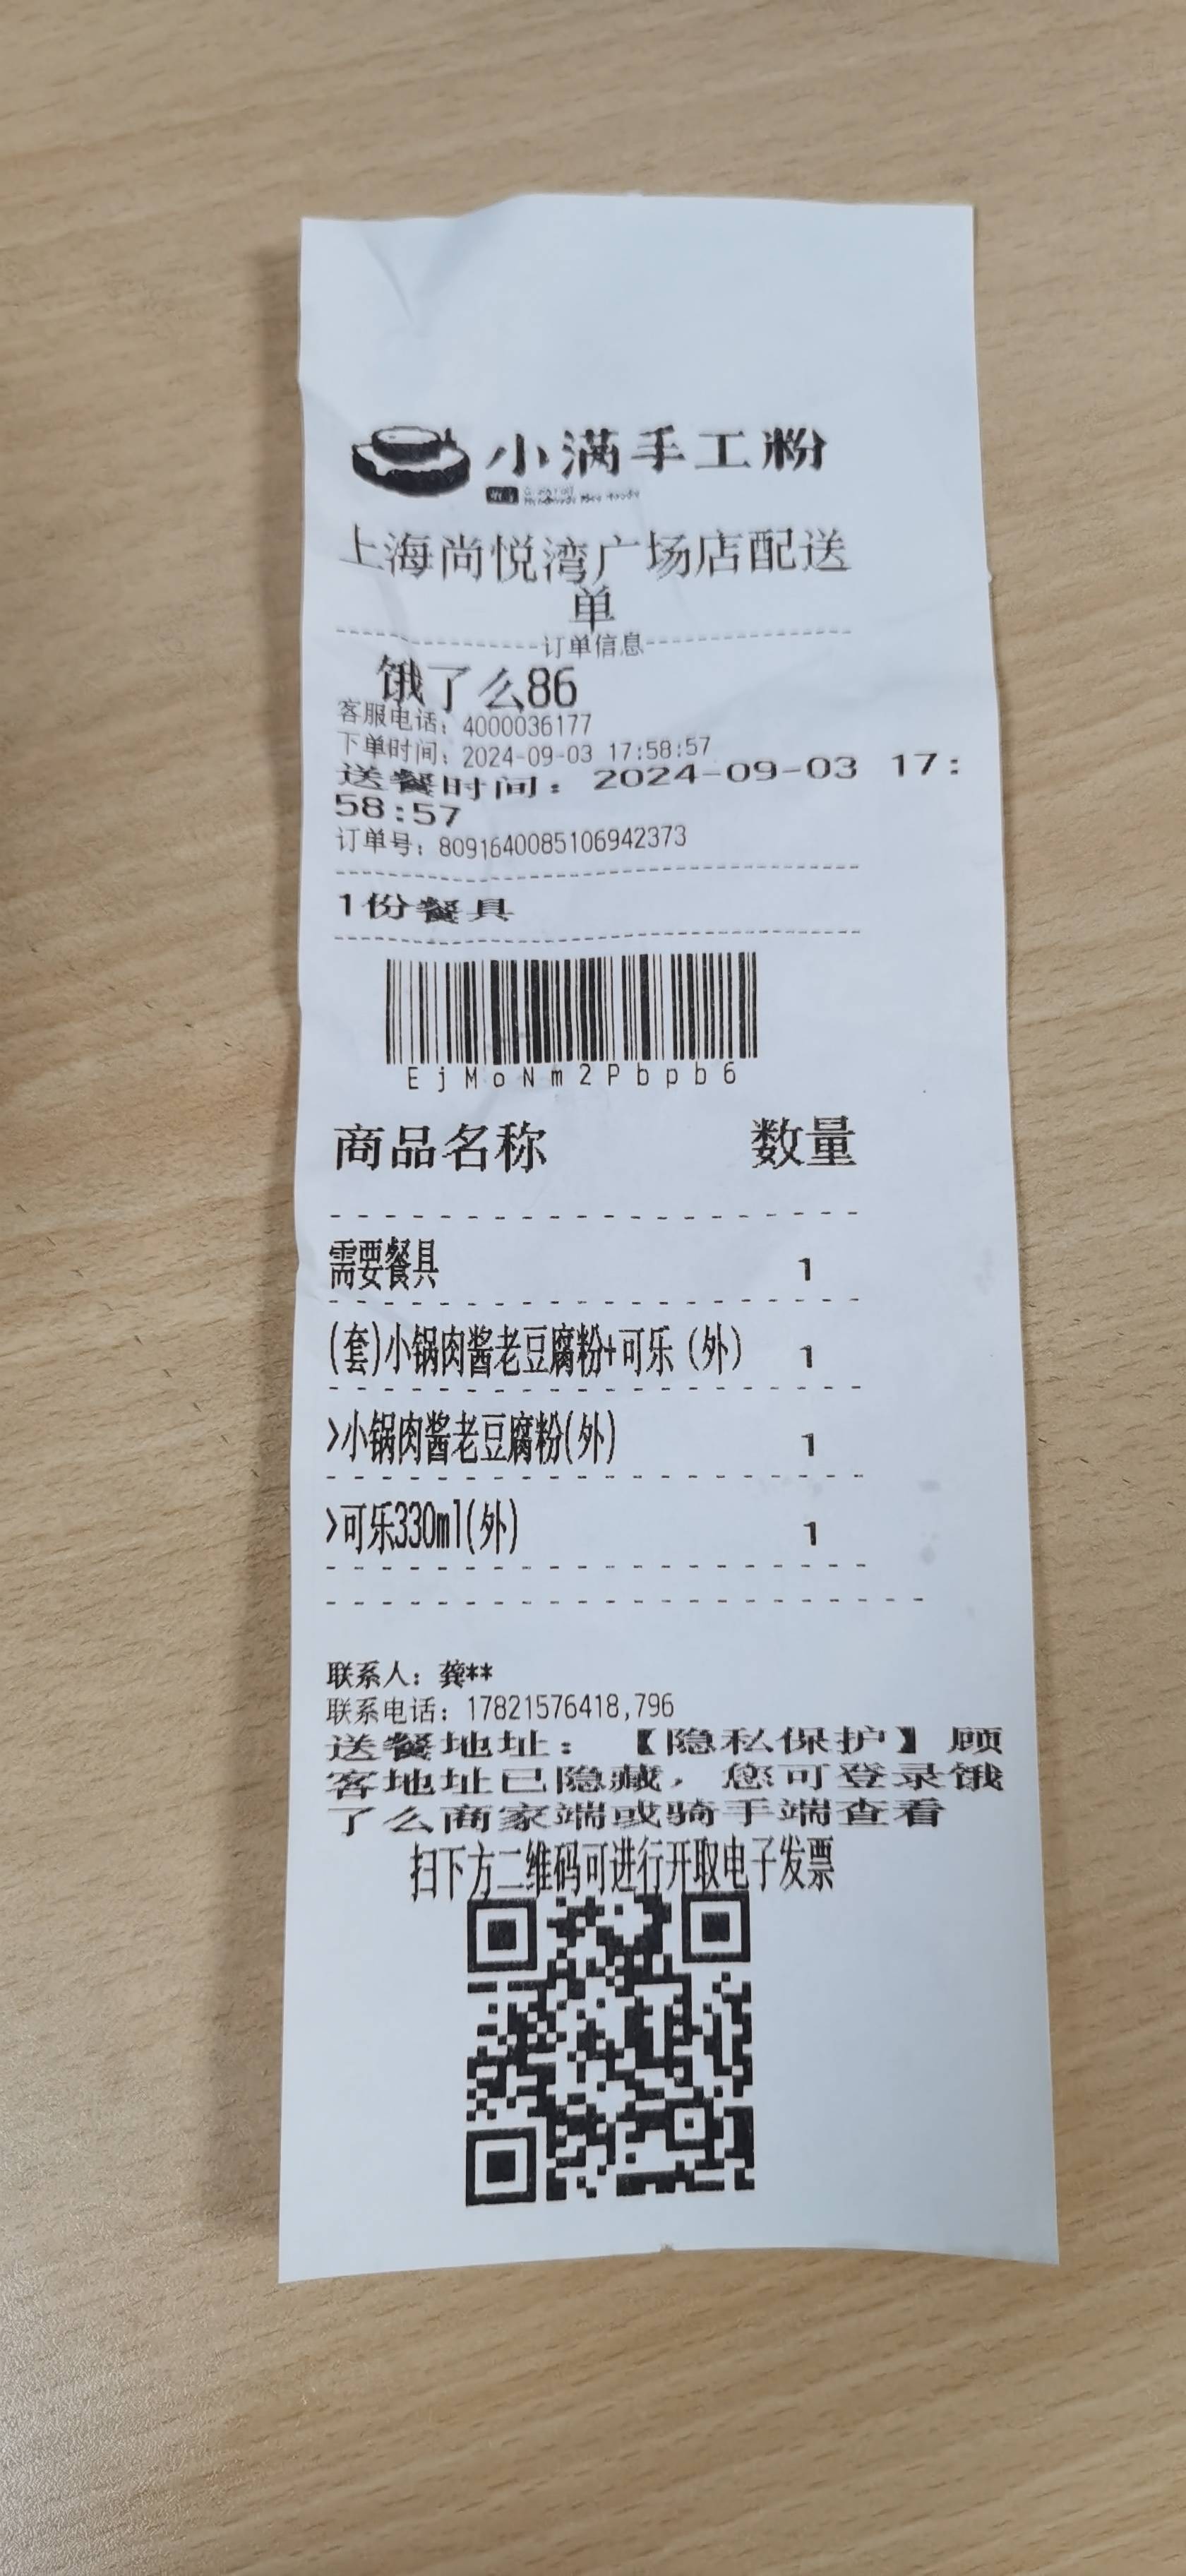 小满手工粉
上海尚悦湾广场店配送
单
订单信息
饿了么86
客服电话：4000036177
下单时间：2024-09-03 17:58:57
送餐时间：2024-09-03 17:
58:57
订单号：8091640085106942373
1份餐具
EjMoNm2Pbpb6
商品名称 数量
需要餐具 1
(套)小锅肉酱老豆腐粉+可乐（外） 1
>小锅肉酱老豆腐粉(外) 1
>可乐330ml(外) 1
联系人：龚**
联系电话：17821576418,796
送餐地址：【隐私保护】顾
客地址已隐藏，您可登录饿
了么商家端或骑手端查看
扫下方二维码可进行开取电子发票